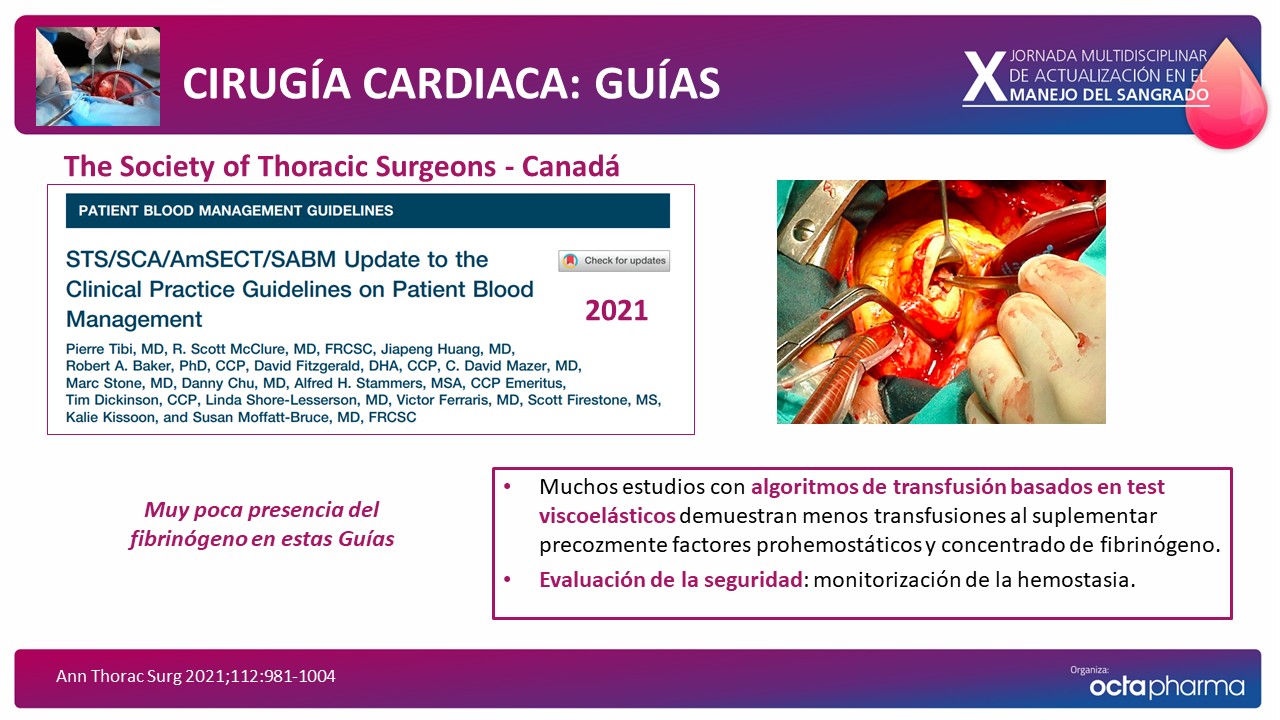 CIRUGÍA CARDIACA: GUÍAS
X JORNADA MULTIDISCIPLINAR
DE ACTUALIZACIÓN EN EL
MANEJO DEL SANGRADO
The Society of Thoracic Surgeons - Canadá
PATIENT BLOOD MANAGEMENT GUIDELINES
STS/SCA/AmSECT/SABM Update to the
Clinical Practice Guidelines on Patient Blood
Management
Check for updates
2021
Pierre Tibi, MD, R. Scott McClure, MD, FRCSC, Jiapeng Huang, MD,
Robert A. Baker, PhD, CCP, David Fitzgerald, DHA, CCP, C. David Mazer, MD,
Marc Stone, MD, Danny Chu, MD, Alfred H. Stammers, MSA, CCP Emeritus,
Tim Dickinson, CCP, Linda Shore-Lesserson, MD, Victor Ferraris, MD, Scott Firestone, MS,
Kalie Kissoon, and Susan Moffatt-Bruce, MD, FRCSC
Muy poca presencia del
fibrinógeno en estas Guías
• Muchos estudios con algoritmos de transfusión basados en test
viscoelásticos demuestran menos transfusiones al suplementar
precozmente factores prohemostáticos y concentrado de fibrinógeno.
• Evaluación de la seguridad: monitorización de la hemostasia.
Ann Thorac Surg 2021;112:981-1004
Organiza:
octapharma